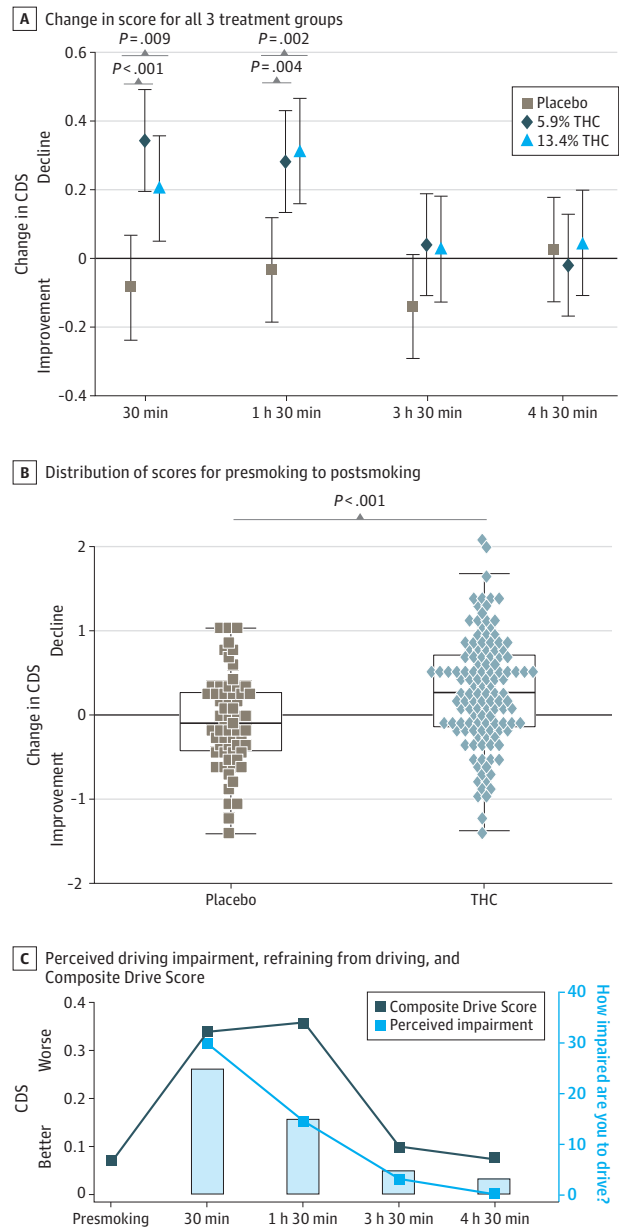 A Change in score for all 3 treatment groups
P = .009
P = .002
P < .001
P = .004
0.6
0.4
0.2
0
-0.2
-0.4
Change in CDS
Decline
Improvement
Placebo
5.9% THC
13.4% THC
30 min
1 h 30 min
3 h 30 min
4 h 30 min
B Distribution of scores for presmoking to postsmoking
P < .001
2
1
0
-1
-2
Change in CDS
Decline
Improvement
Placebo
THC
C Perceived driving impairment, refraining from driving, and
Composite Drive Score
0.4
0.3
0.2
0.1
0
CDS
Worse
Better
Composite Drive Score
Perceived impairment
40
30
20
10
0
How impaired are you to drive?
Presmoking
30 min
1 h 30 min
3 h 30 min
4 h 30 min